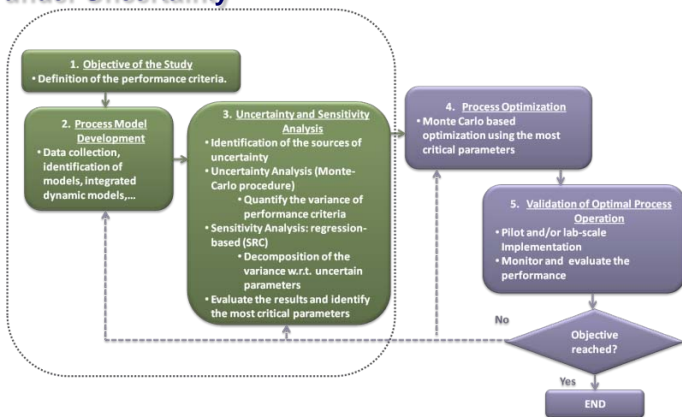 under Uncertainty
1. Objective of the Study
• Definition of the performance criteria.
2. Process Model
Development
• Data collection,
identification of
models, integrated
dynamic models,...
3. Uncertainty and Sensitivity
Analysis
• Identification of the sources of
uncertainty
• Uncertainty Analysis (Monte-
Carlo procedure)
• Quantify the variance of
performance criteria
• Sensitivity Analysis: regression-
based (SRC)
• Decomposition of the
variance w.r.t. uncertain
parameters
• Evaluate the results and identify
the most critical parameters
4. Process Optimization
• Monte Carlo based
optimization using the most
critical parameters
5. Validation of Optimal Process
Operation
• Pilot and/or lab-scale
Implementation
• Monitor and evaluate the
performance
No
Objective
reached?
Yes
END